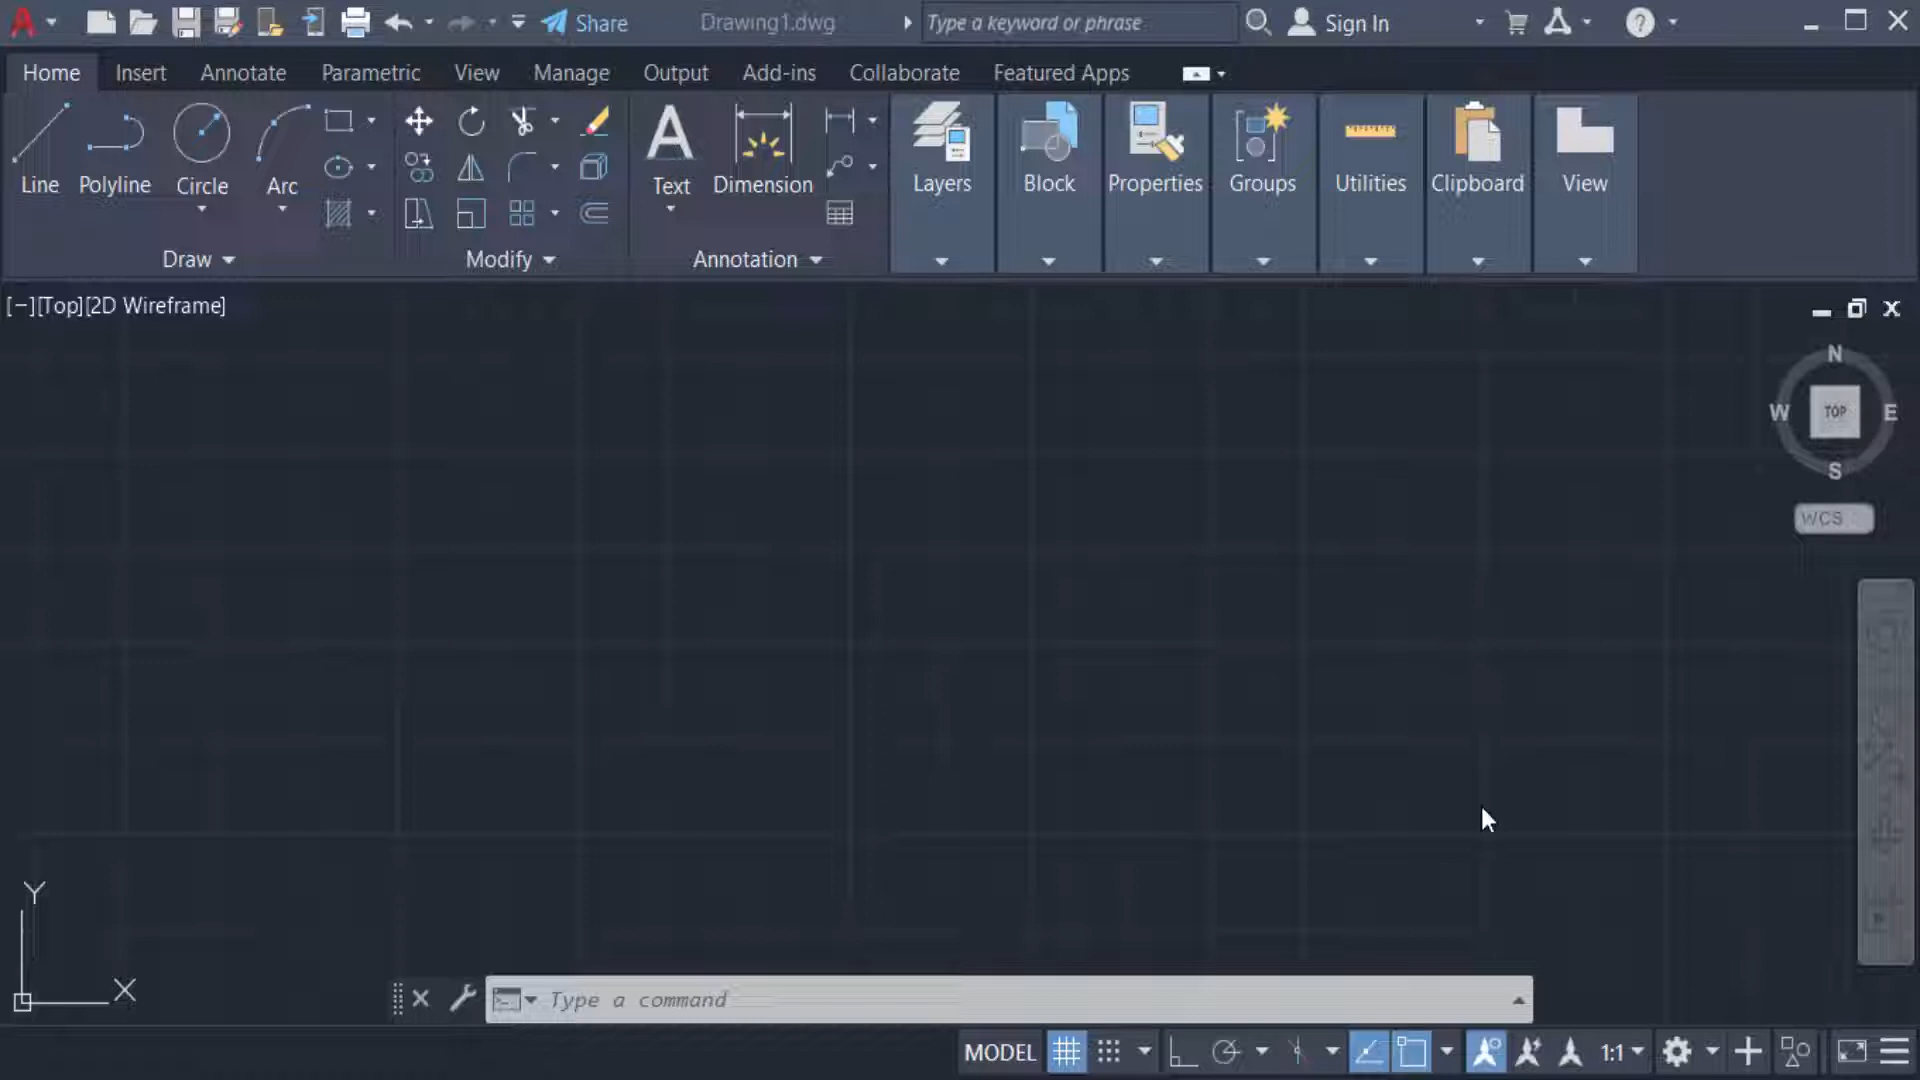 Share Drawing1.dwg Type a keyword or phrase Sign In
Home Insert Annotate Parametric View Manage Output Add-ins Collaborate Featured Apps
Line Polyline Circle Arc Text Dimension Layers Block Properties Groups Utilities Clipboard View
Draw Modify Annotation
[−][Top][2D Wireframe]
N
W TOP E
S
WCS
Y
X
Type a command
MODEL 1:1